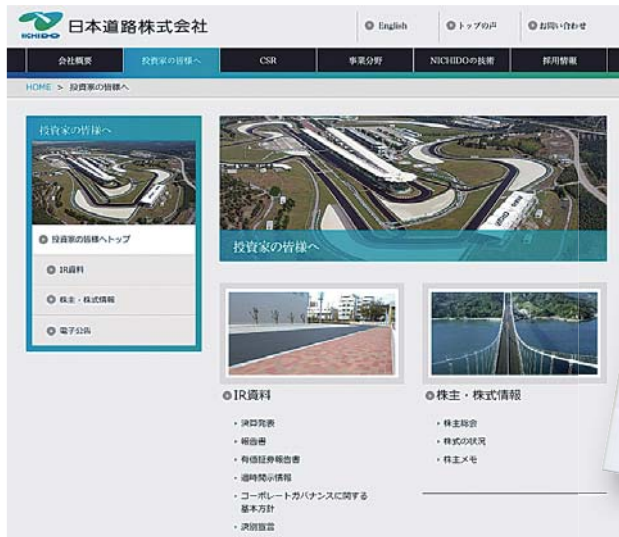 NICHIDO 日本道路株式会社
English トップの声 お問い合わせ
会社概要 投資家の皆様へ CSR 事業分野 NICHIDOの技術 採用情報
HOME > 投資家の皆様へ
投資家の皆様へ
投資家の皆様へトップ
IR資料
株主・株式情報
電子公告
投資家の皆様へ
IR資料
・決算発表
・報告書
・有価証券報告書
・適時開示情報
・コーポレートガバナンスに関する
基本方針
・決別宣言
株主・株式情報
・株主総会
・株式の状況
・株主メモ